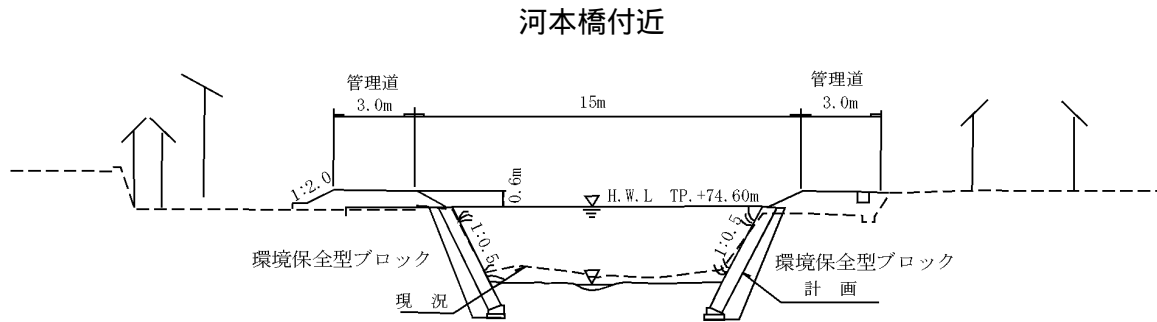 河本橋付近
管理道
3.0m
15m
管理道
3.0m
1:2.0
0.6m
H.W.L TP.+74.60m
1:0.5
1:0.5
環境保全型ブロック
環境保全型ブロック
現 況
計 画